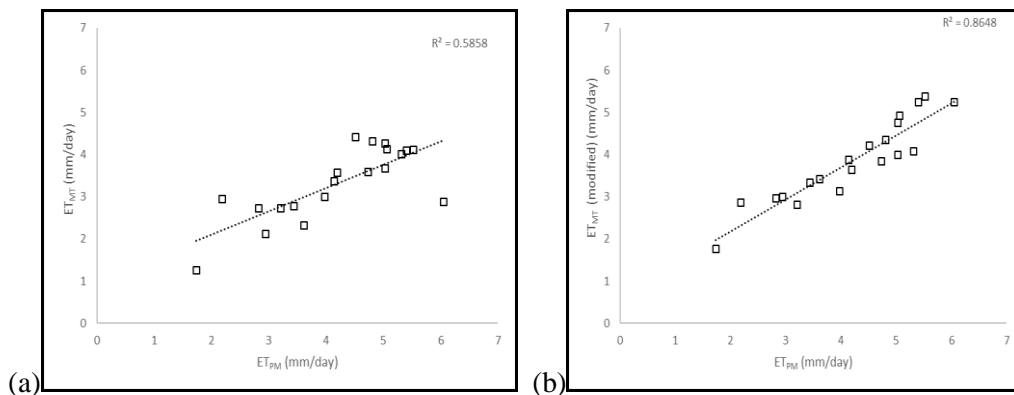 7
6
5
4
3
2
1
0
ET_MT (mm/day)
R² = 0.5858
0 1 2 3 4 5 6 7
ET_PM (mm/day)
(a)
7
6
5
4
3
2
1
0
ET_MT (modified) (mm/day)
R² = 0.8648
0 1 2 3 4 5 6 7
ET_PM (mm/day)
(b)